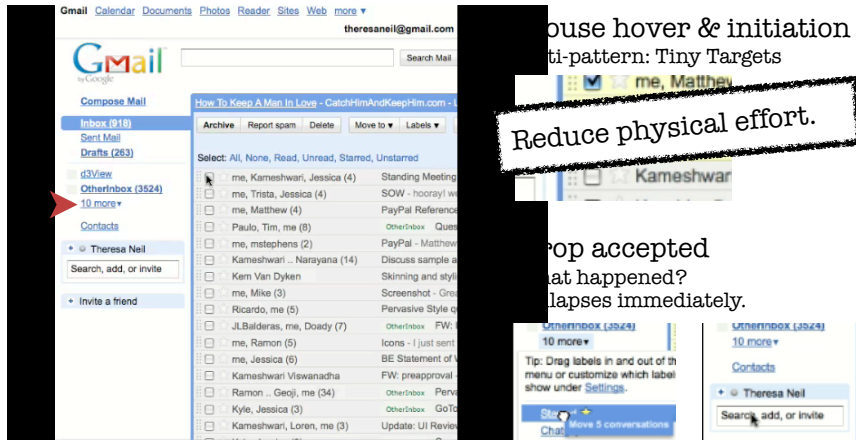 Gmail Calendar Documents Photos Reader Sites Web more ▾
theresaneil@gmail.com
Gmail
by Google
Search Mail
Compose Mail
Inbox (918)
Sent Mail
Drafts (263)
d3View
OtherInbox (3524)
10 more▾
Contacts
+ Theresa Neil
Search, add, or invite
+ Invite a friend
How To Keep A Man In Love - CatchHimAndKeepHim.com -
Archive Report spam Delete Move to ▾ Labels ▾
Select: All, None, Read, Unread, Starred, Unstarred
me, Kameshwari, Jessica (4) Standing Meeting
me, Trista, Jessica (4) SOW - hooray!
me, Matthew (4) PayPal Reference
Paulo, Tim, me (8) OtherInbox Ques
me, mstephens (2) PayPal - Matthew
Kameshwari .. Narayana (14) Discuss sample a
Kem Van Dyken Skinning and styli
me, Mike (3) Screenshot - Grea
Ricardo, me (5) Pervasive Style q
JLBalderas, me, Doady (7) OtherInbox FW:
me, Ramon (5) Icons - I just sent
me, Jessica (6) BE Statement of
Kameshwari Viswanadha FW: preapproval -
Ramon .. Geoji, me (34) OtherInbox Perva
Kyle, Jessica (3) OtherInbox GoTo
Kameshwari, Loren, me (3) Update: UI Review
ouse hover & initiation
ti-pattern: Tiny Targets
me, Matthew
Reduce physical effort.
Kameshwar
rop accepted
at happened?
lapses immediately.
OtherInbox (3524)
10 more▾
Tip: Drag labels in and out of th
menu or customize which label
show under Settings.
Move 5 conversations
Chat
OtherInbox (3524)
10 more▾
Contacts
+ Theresa Neil
Search, add, or invite